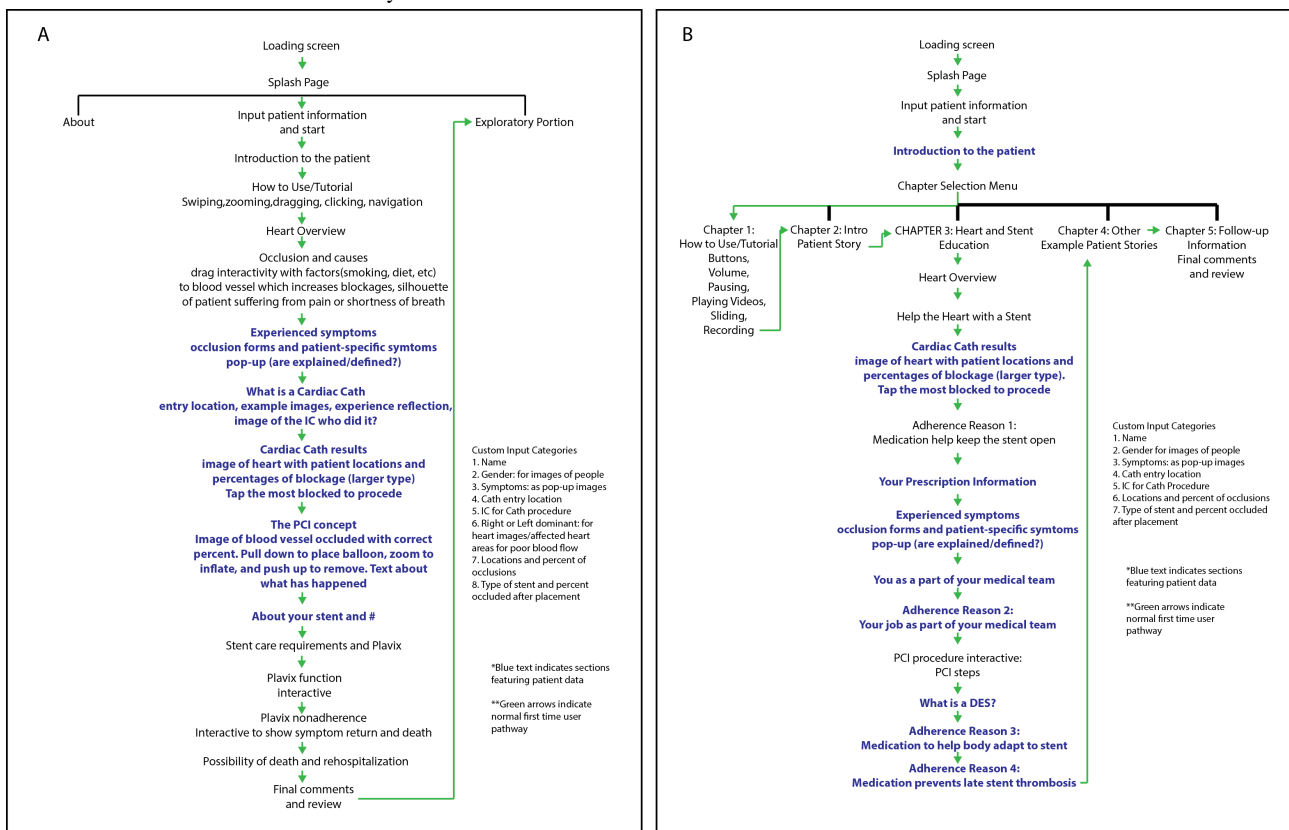 A
Loading screen
Splash Page
About
Input patient information
and start
Exploratory Portion
Introduction to the patient
How to Use/Tutorial
Swiping,zooming,dragging, clicking, navigation
Heart Overview
Occlusion and causes
drag interactivity with factors(smoking, diet, etc)
to blood vessel which increases blockages, silhouette
of patient suffering from pain or shortness of breath
Experienced symptoms
occlusion forms and patient-specific symtoms
pop-up (are explained/defined?)
What is a Cardiac Cath
entry location, example images, experience reflection,
image of the IC who did it?
Cardiac Cath results
image of heart with patient locations and
percentages of blockage (larger type)
Tap the most blocked to procede
The PCI concept
Image of blood vessel occluded with correct
percent. Pull down to place balloon, zoom to
inflate, and push up to remove. Text about
what has happened
About your stent and #
Stent care requirements and Plavix
Plavix function
interactive
Plavix nonadherence
Interactive to show symptom return and death
Possibility of death and rehospitalization
Final comments
and review
Custom Input Categories
1. Name
2. Gender: for images of people
3. Symptoms: as pop-up images
4. Cath entry location
5. IC for Cath procedure
6. Right or Left dominant: for
heart images/affected heart
areas for poor blood flow
7. Locations and percent of
occlusions
8. Type of stent and percent
occluded after placement
*Blue text indicates sections
featuring patient data
**Green arrows indicate
normal first time user
pathway
B
Loading screen
Splash Page
Input patient information
and start
Introduction to the patient
Chapter Selection Menu
Chapter 1:
How to Use/Tutorial
Buttons,
Volume,
Pausing,
Playing Videos,
Sliding,
Recording
Chapter 2: Intro
Patient Story
CHAPTER 3: Heart and Stent
Education
Chapter 4: Other
Example Patient Stories
Chapter 5: Follow-up
Information
Final comments
and review
Heart Overview
Help the Heart with a Stent
Cardiac Cath results
image of heart with patient locations and
percentages of blockage (larger type).
Tap the most blocked to procede
Adherence Reason 1:
Medication help keep the stent open
Your Prescription Information
Experienced symptoms
occlusion forms and patient-specific symtoms
pop-up (are explained/defined?)
You as a part of your medical team
Adherence Reason 2:
Your job as part of your medical team
PCI procedure interactive:
PCI steps
What is a DES?
Adherence Reason 3:
Medication to help body adapt to stent
Adherence Reason 4:
Medication prevents late stent thrombosis
Custom Input Categories
1. Name
2. Gender for images of people
3. Symptoms: as pop-up images
4. Cath entry location
5. IC for Cath Procedure
6. Locations and percent of occlusions
7. Type of stent and percent occluded
after placement
*Blue text indicates sections
featuring patient data
**Green arrows indicate
normal first time user
pathway